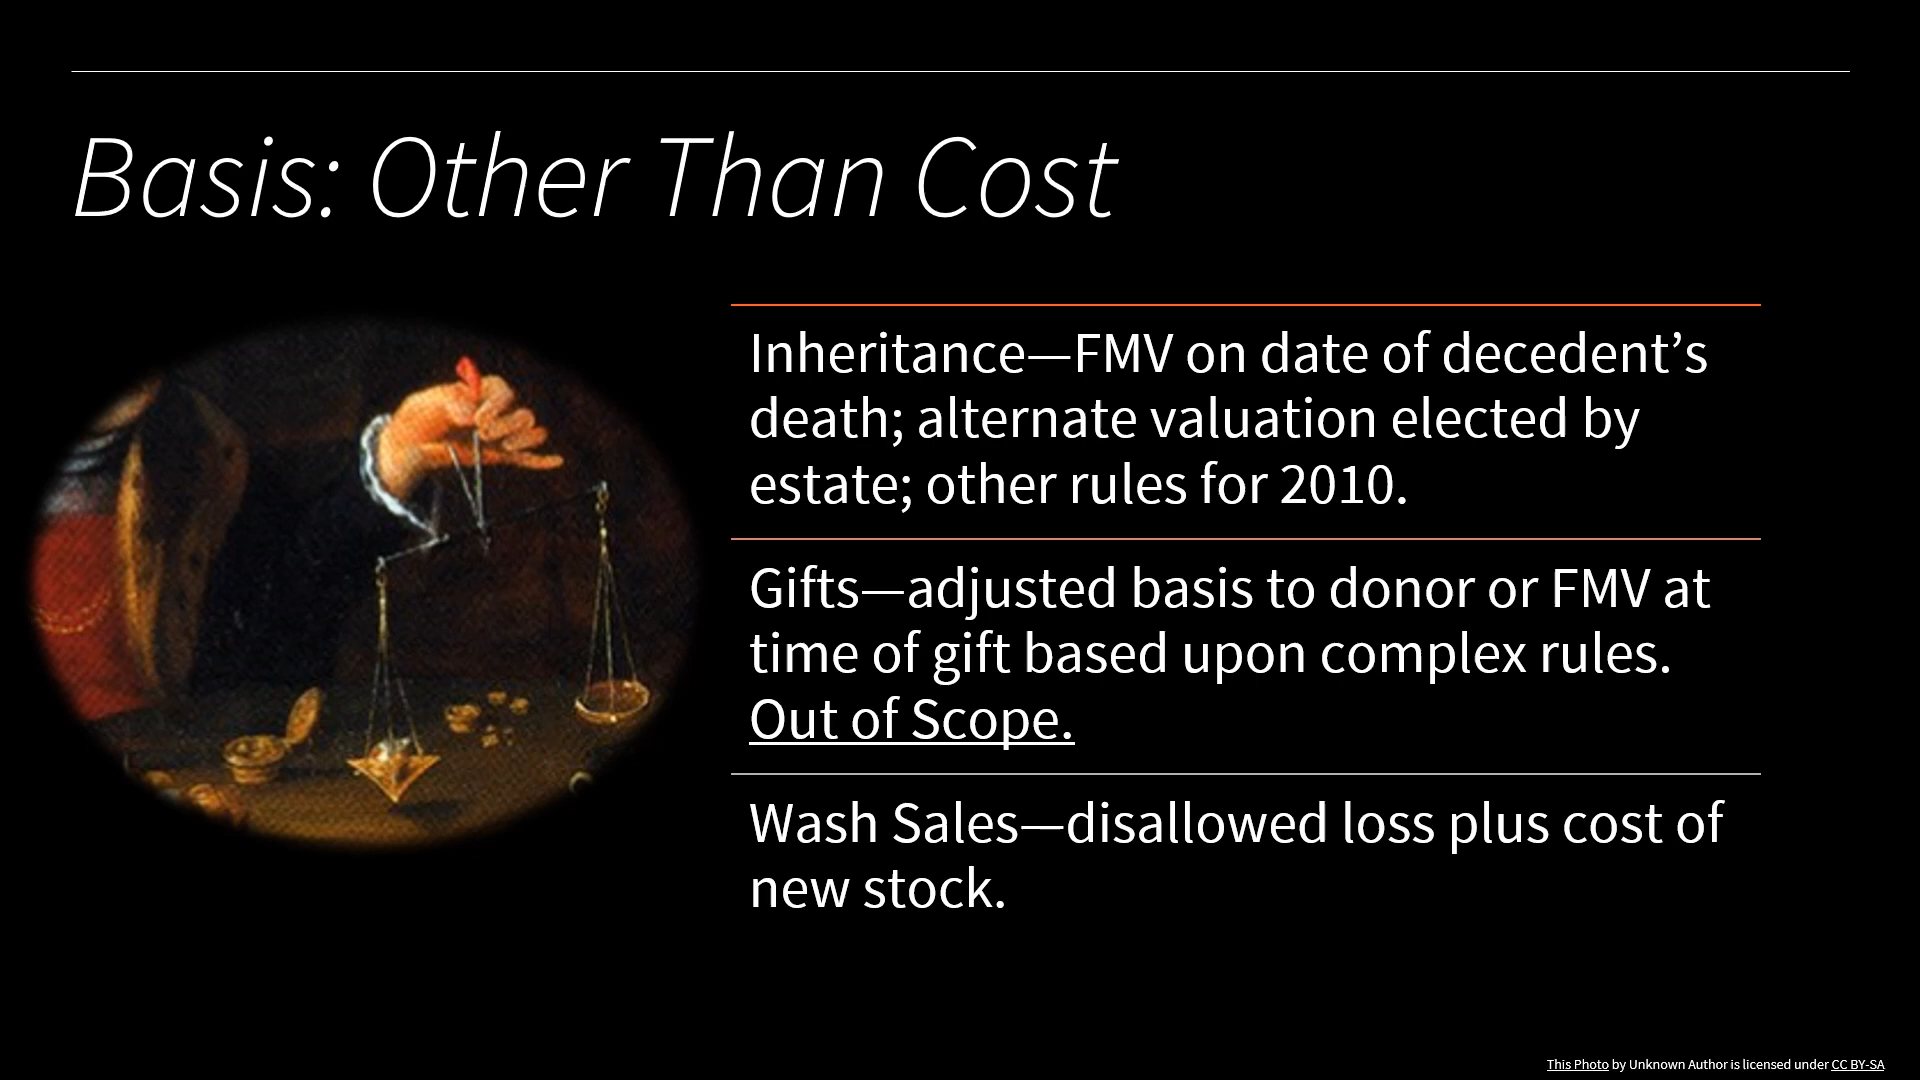 Basis: Other Than Cost
Inheritance—FMV on date of decedent’s
death; alternate valuation elected by
estate; other rules for 2010.
Gifts—adjusted basis to donor or FMV at
time of gift based upon complex rules.
Out of Scope.
Wash Sales—disallowed loss plus cost of
new stock.
This Photo by Unknown Author is licensed under CC BY-SA